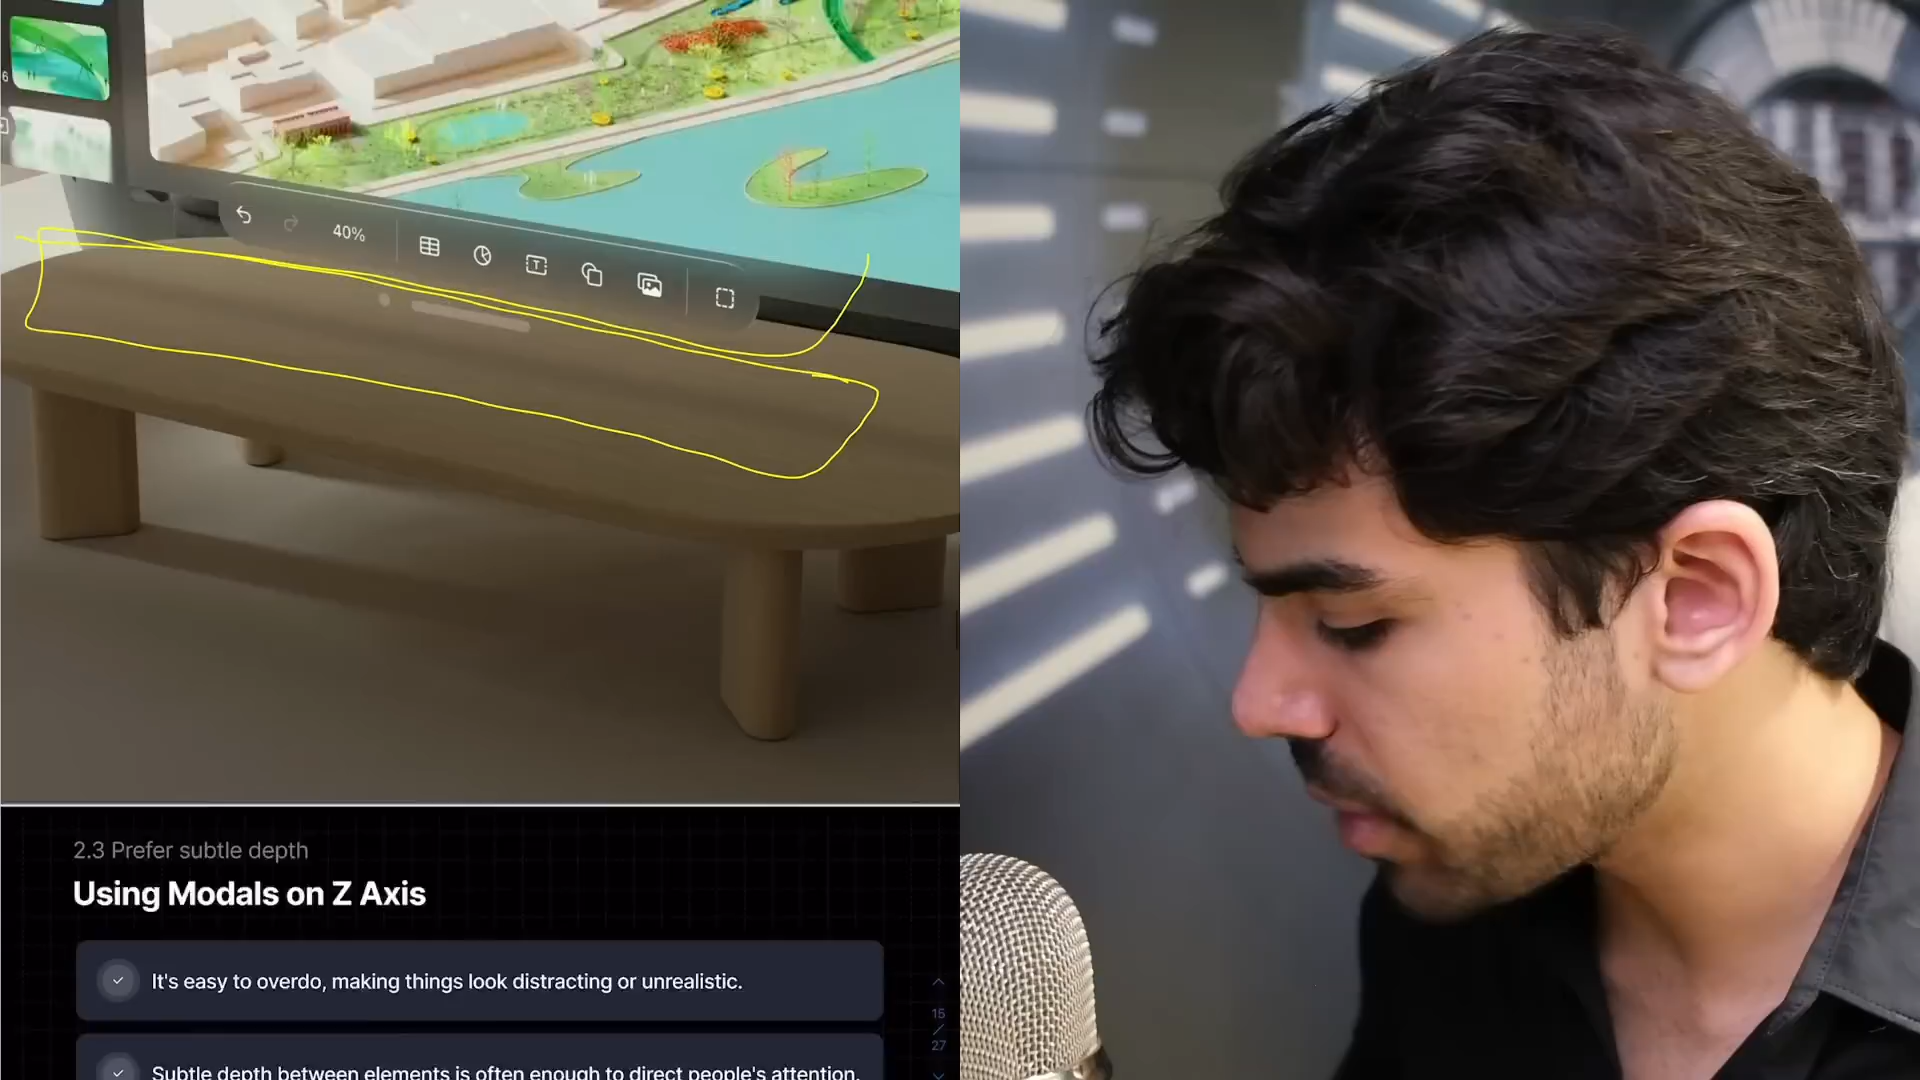 6
40%
T
2.3 Prefer subtle depth
Using Modals on Z Axis
It's easy to overdo, making things look distracting or unrealistic.
Subtle depth between elements is often enough to direct people's attention.
15
/
27